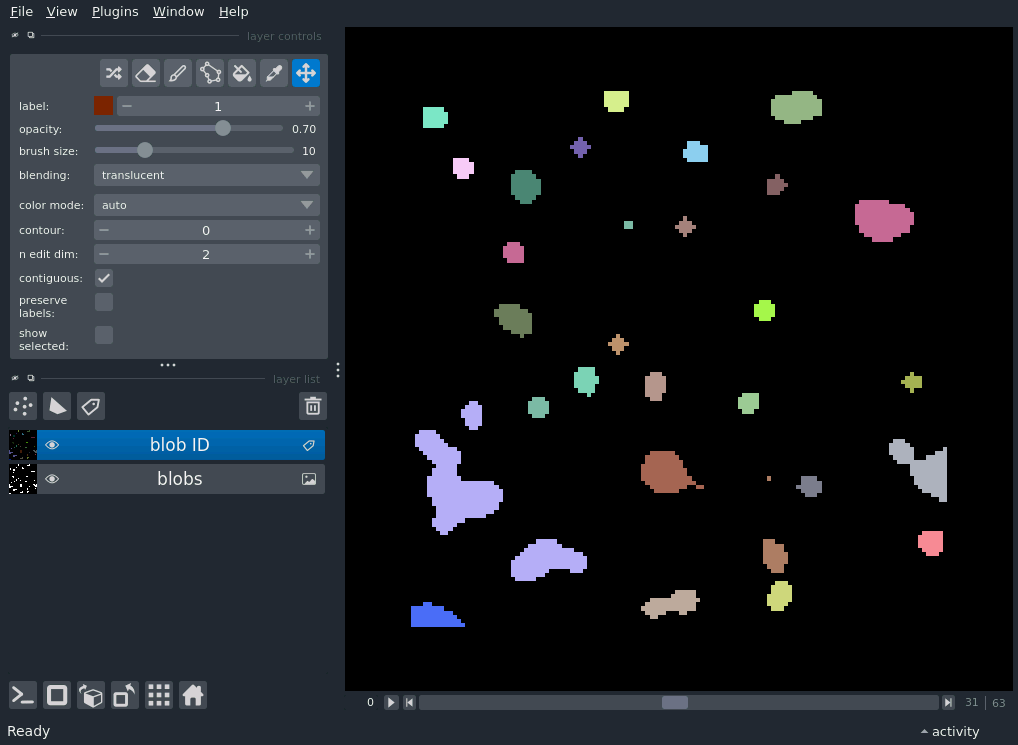 File View Plugins Window Help
layer controls
label: 1
opacity: 0.70
brush size: 10
blending: translucent
color mode: auto
contour: 0
n edit dim: 2
contiguous:
preserve
labels:
show
selected:
layer list
blob ID
blobs
0 31 63
Ready activity